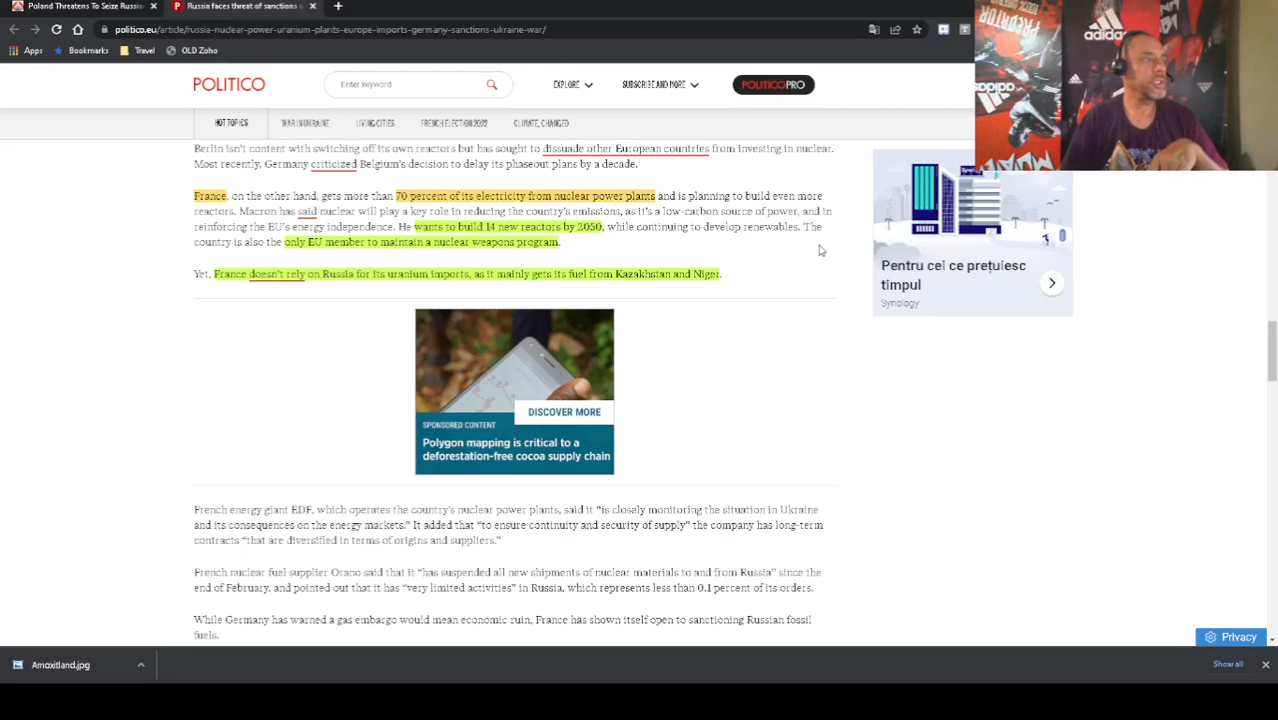 Poland Threatens To Seize Russia
Russia faces threat of sanctions o
politico.eu/article/russia-nuclear-power-uranium-plants-europe-imports-germany-sanctions-ukraine-war/
Apps
Bookmarks
Travel
OLD Zoho
POLITICO
Enter keyword
EXPLORE
SUBSCRIBE AND MORE
POLITICO PRO
HOT TOPICS
WAR IN UKRAINE
LIVING CITIES
FRENCH ELECTION 2022
CLIMATE, CHANGED
Berlin isn't content with switching off its own reactors but has sought to dissuade other European countries from investing in nuclear.
Most recently, Germany criticized Belgium's decision to delay its phaseout plans by a decade.
France, on the other hand, gets more than 70 percent of its electricity from nuclear power plants and is planning to build even more
reactors. Macron has said nuclear will play a key role in reducing the country's emissions, as it's a low-carbon source of power, and in
reinforcing the EU's energy independence. He wants to build 14 new reactors by 2050, while continuing to develop renewables. The
country is also the only EU member to maintain a nuclear weapons program.
Yet, France doesn't rely on Russia for its uranium imports, as it mainly gets its fuel from Kazakhstan and Niger.
DISCOVER MORE
SPONSORED CONTENT
Polygon mapping is critical to a
deforestation-free cocoa supply chain
French energy giant EDF, which operates the country's nuclear power plants, said it "is closely monitoring the situation in Ukraine
and its consequences on the energy markets." It added that "to ensure continuity and security of supply" the company has long-term
contracts "that are diversified in terms of origins and suppliers."
French nuclear fuel supplier Orano said that it "has suspended all new shipments of nuclear materials to and from Russia" since the
end of February, and pointed out that it has "very limited activities" in Russia, which represents less than 0.1 percent of its orders.
While Germany has warned a gas embargo would mean economic ruin, France has shown itself open to sanctioning Russian fossil
fuels.
Synology
Pentru cei ce prețuiesc
timpul
Synology
PREDATOR
adidas
Privacy
Amoxitland.jpg
Show all